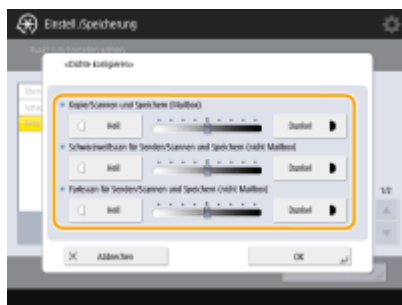 Einstell./Speicherung
<Dichte korrigieren>
Kopie/Scannen und Speichern (Mailbox)
Hell
Dunkel
Schwarzweißscan für Senden/Scannen und Speichern (nicht Mailbox)
Hell
Dunkel
Farbscan für Senden/Scannen und Speichern (nicht Mailbox)
Hell
Dunkel
1/2
Abbrechen
OK